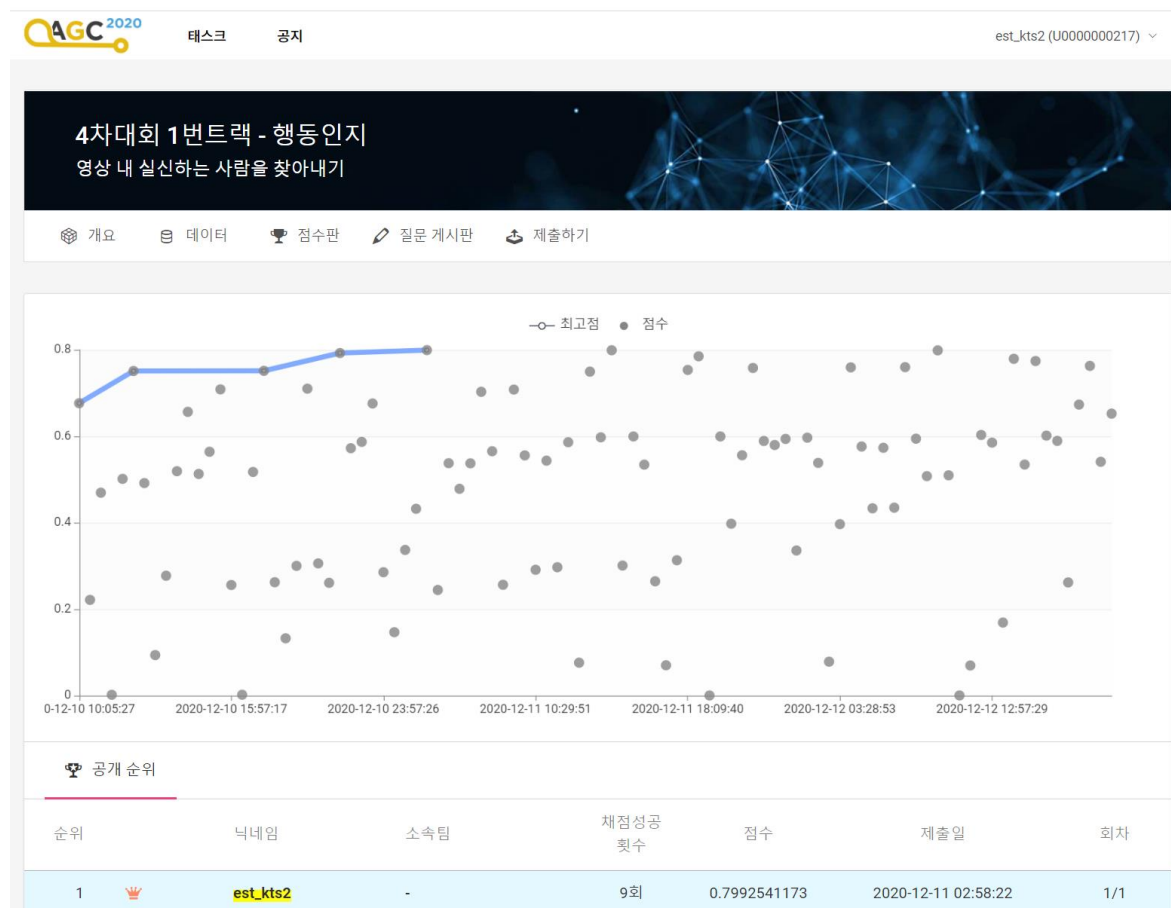 AGC 2020
태스크 공지 est_kts2 (U0000000217)
4차대회 1번트랙 - 행동인지
영상 내 실신하는 사람을 찾아내기
개요 데이터 점수판 질문 게시판 제출하기
최고점 점수
0.8
0.6
0.4
0.2
0
0-12-10 10:05:27 2020-12-10 15:57:17 2020-12-10 23:57:26 2020-12-11 10:29:51 2020-12-11 18:09:40 2020-12-12 03:28:53 2020-12-12 12:57:29
공개 순위
순위 닉네임 소속팀 채점성공 횟수 점수 제출일 회차
1 est_kts2 - 9회 0.7992541173 2020-12-11 02:58:22 1/1